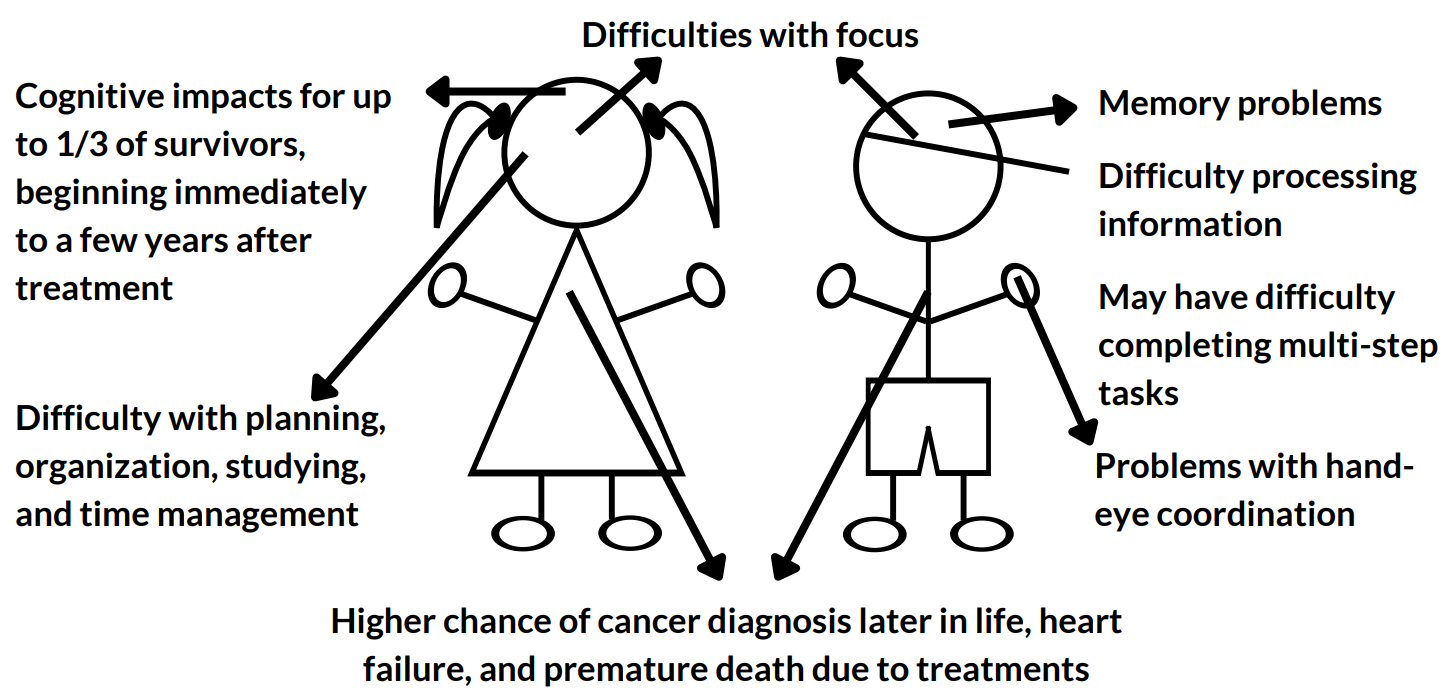 Difficulties with focus
Cognitive impacts for up
to 1/3 of survivors,
beginning immediately
to a few years after
treatment
Difficulty with planning,
organization, studying,
and time management
Memory problems
Difficulty processing
information
May have difficulty
completing multi-step
tasks
Problems with hand-
eye coordination
Higher chance of cancer diagnosis later in life, heart
failure, and premature death due to treatments